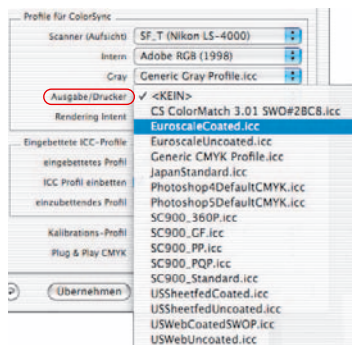 Profile für ColorSync
Scanner (Aufsicht) SF_T (Nikon LS-4000)
Intern Adobe RGB (1998)
Gray Generic Gray Profile.icc
Ausgabe/Drucker ✓ <KEIN>
CS ColorMatch 3.01 SWO#2BC8.icc
Rendering Intent EuroscaleCoated.icc
Eingebettete ICC-Profile EuroscaleUncoated.icc
eingebettetes Profil Generic CMYK Profile.icc
JapanStandard.icc
ICC Profil einbetten Photoshop4DefaultCMYK.icc
einzubettendes Profil Photoshop5DefaultCMYK.icc
SC900_360P.icc
Kalibrations-Profil SC900_GF.icc
Plug & Play CMYK SC900_PP.icc
SC900_PQP.icc
SC900_Standard.icc
Übernehmen USSheetfedCoated.icc
USSheetfedUncoated.icc
USWebCoatedSWOP.icc
USWebUncoated.icc